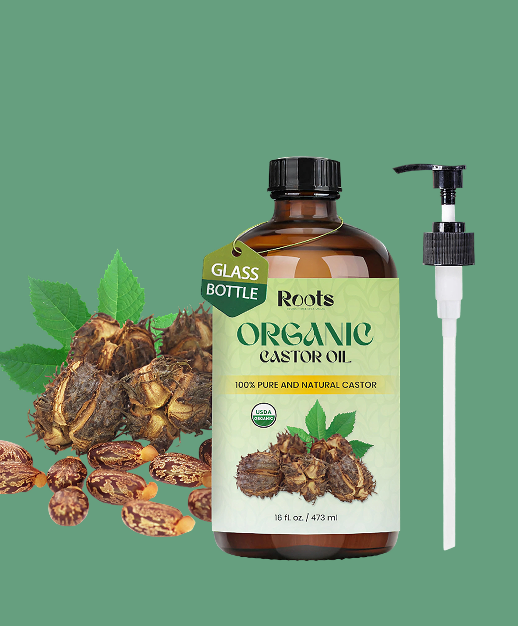 GLASS
BOTTLE
Roots
ORGANIC
CASTOR OIL
100% PURE AND NATURAL CASTOR
USDA
ORGANIC
16 fl. oz. / 473 ml